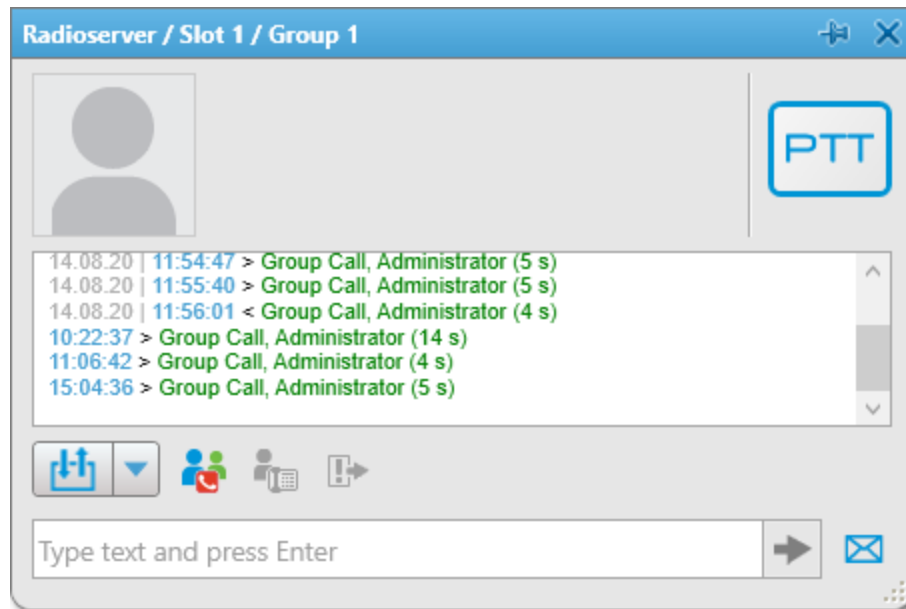 Radioserver / Slot 1 / Group 1
PTT
14.08.20 | 11:54:47 > Group Call, Administrator (5 s)
14.08.20 | 11:55:40 > Group Call, Administrator (5 s)
14.08.20 | 11:56:01 < Group Call, Administrator (4 s)
10:22:37 > Group Call, Administrator (14 s)
11:06:42 > Group Call, Administrator (4 s)
15:04:36 > Group Call, Administrator (5 s)
Type text and press Enter